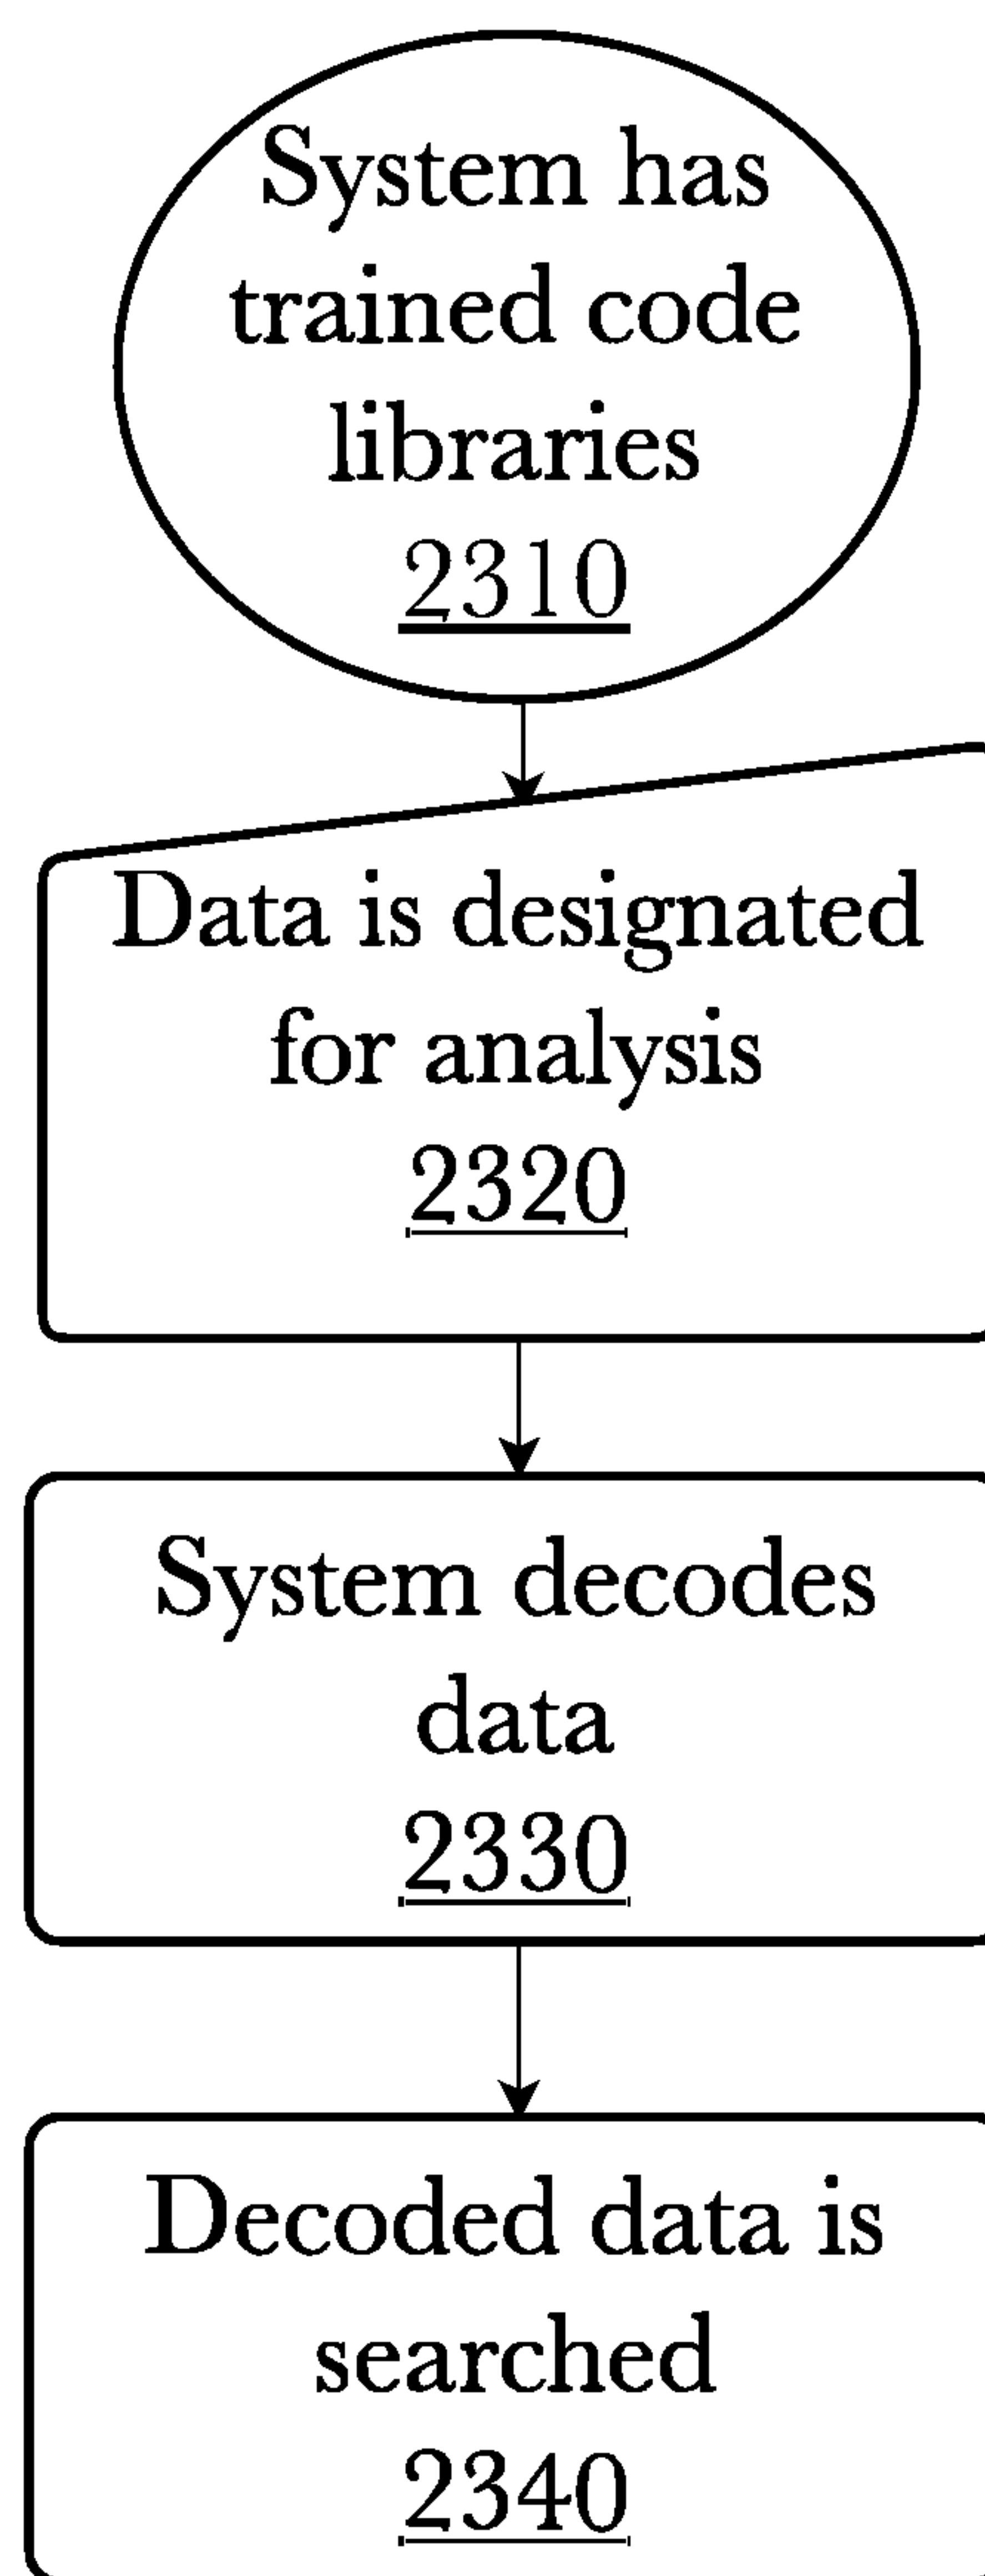 System has
trained code
libraries
2310
Data is designated
for analysis
2320
System decodes
data
2330
Decoded data is
searched
2340